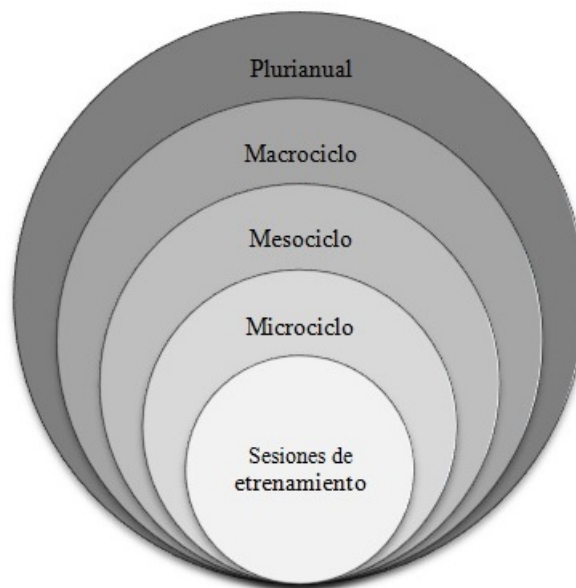 Plurianual
Macrociclo
Mesociclo
Microciclo
Sesiones de
etrenamiento